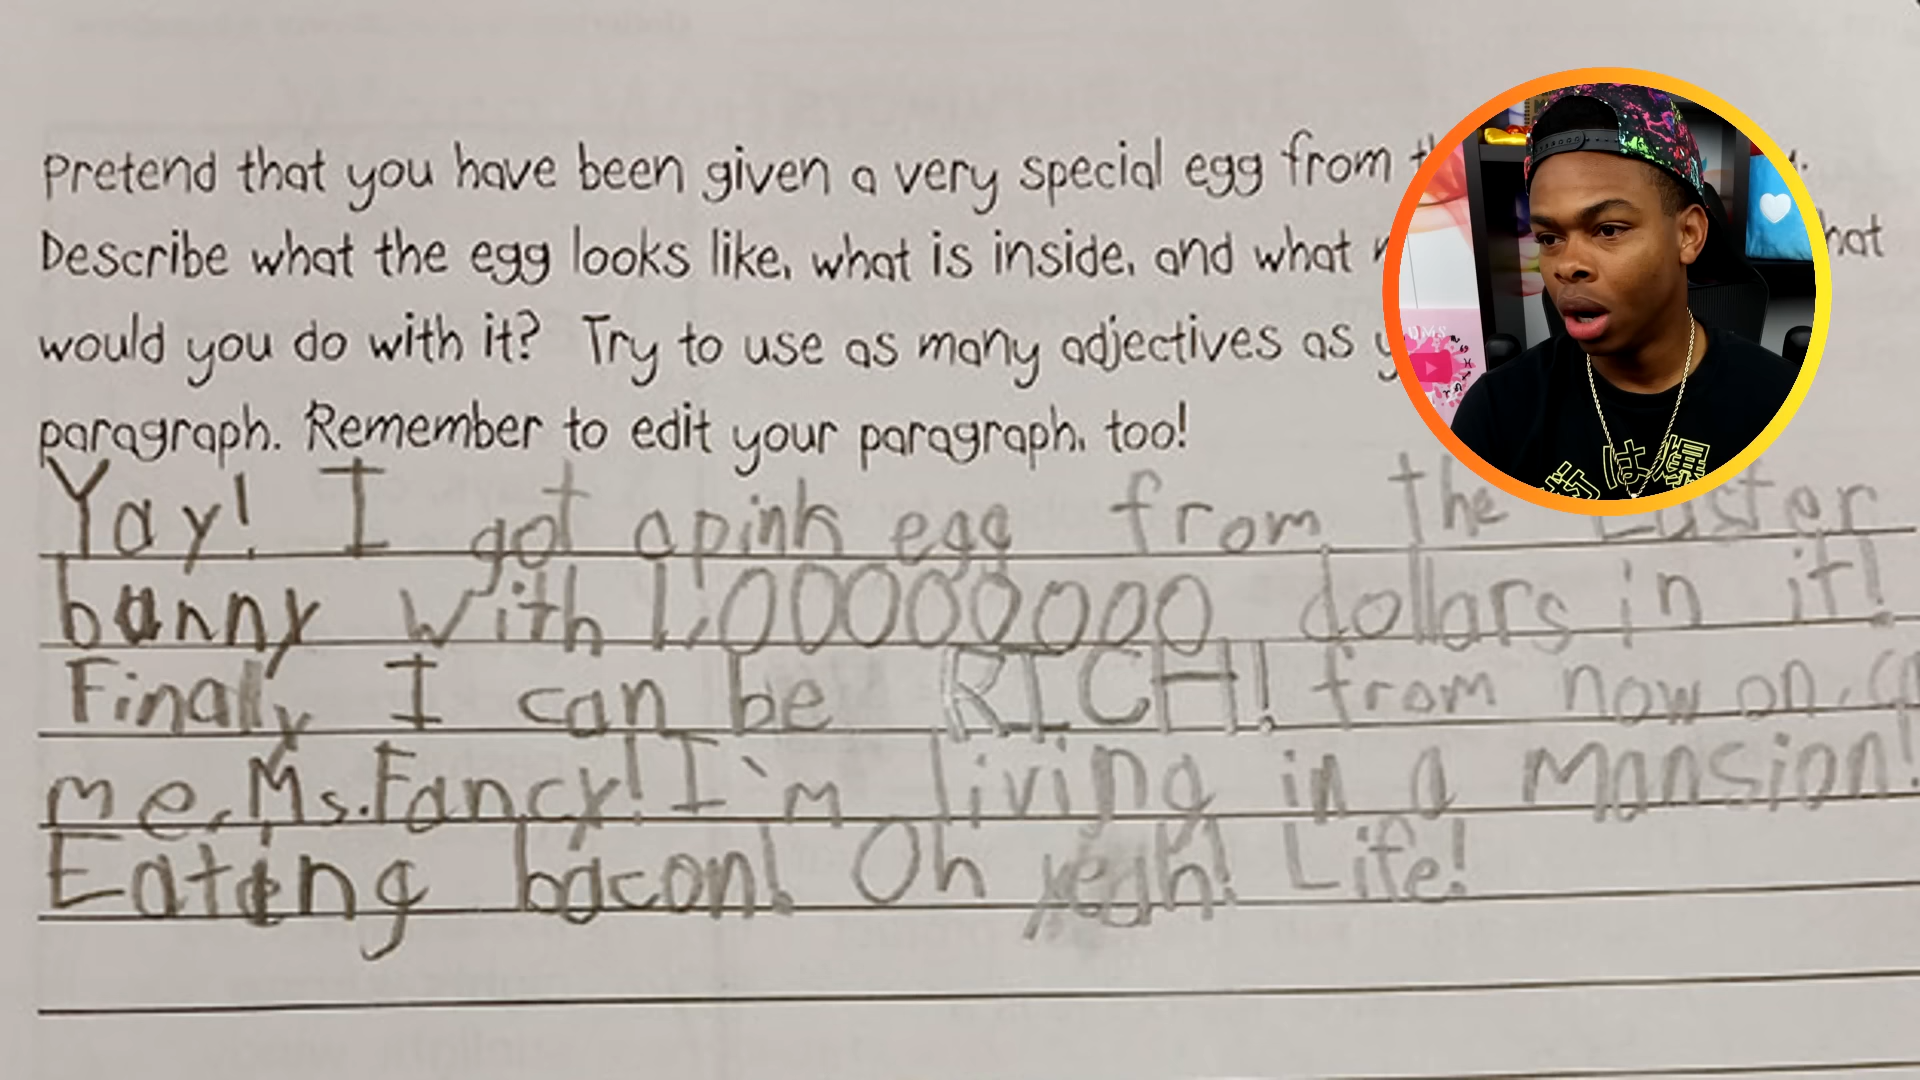 Pretend that you have been given a very special egg from
Describe what the egg looks like, what is inside, and what hat
would you do with it? Try to use as many adjectives as
paragraph. Remember to edit your paragraph, too!
Yay! I got a pink egg from the Easter
bunny with 1,00000000 dollars in it!
Finally I can be RICH! from now on,
me, Ms. Fancy! I'm living in a Mansion!
Eating bacon! Oh yeah! Life!
は爆